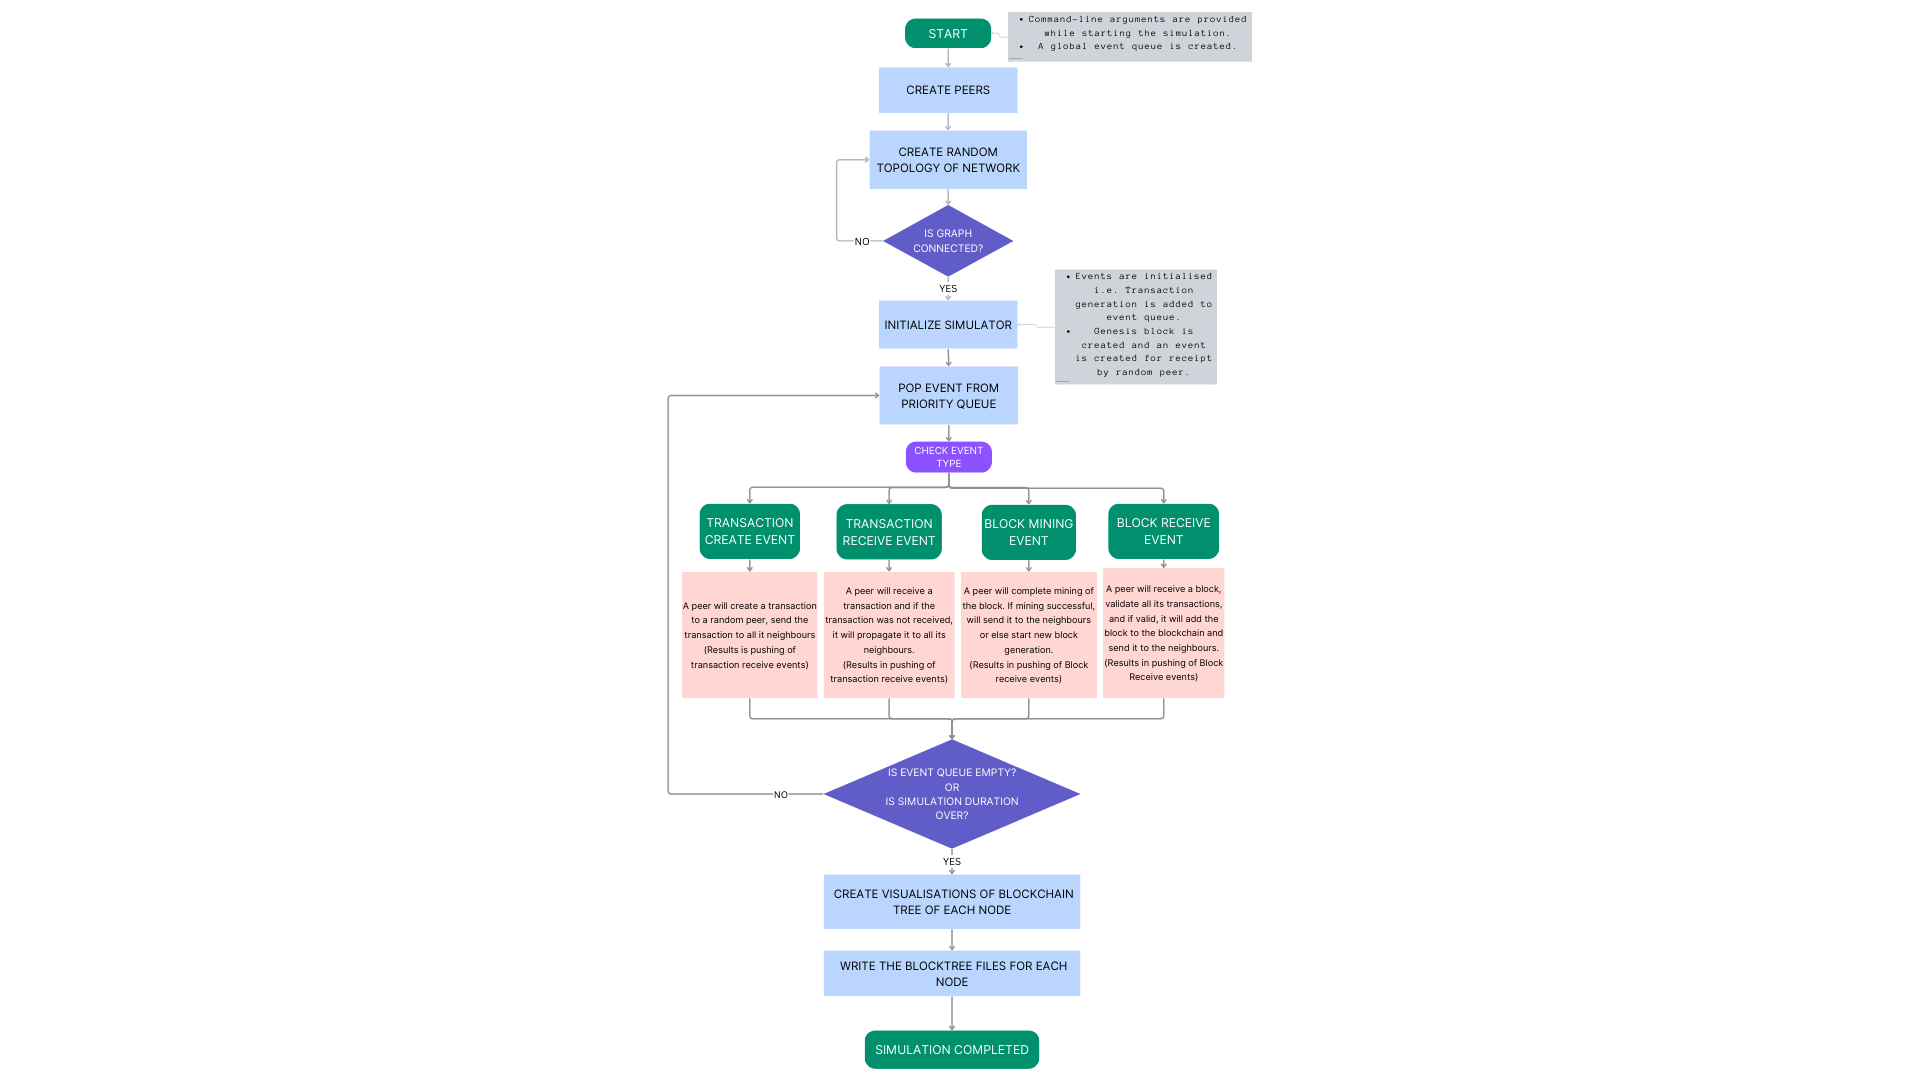 START
• Command-line arguments are provided
while starting the simulation.
• A global event queue is created.
CREATE PEERS
CREATE RANDOM
TOPOLOGY OF NETWORK
IS GRAPH
CONNECTED?
NO
YES
• Events are initialised
i.e. Transaction
generation is added to
event queue.
• Genesis block is
created and an event
is created for receipt
by random peer.
INITIALIZE SIMULATOR
POP EVENT FROM
PRIORITY QUEUE
CHECK EVENT
TYPE
TRANSACTION
CREATE EVENT
TRANSACTION
RECEIVE EVENT
BLOCK MINING
EVENT
BLOCK RECEIVE
EVENT
A peer will create a transaction
to a random peer, send the
transaction to all it neighbours
(Results is pushing of
transaction receive events)
A peer will receive a
transaction and if the
transaction was not received,
it will propagate it to all its
neighbours.
(Results in pushing of
transaction receive events)
A peer will complete mining of
the block. If mining successful,
will send it to the neighbours
or else start new block
generation.
(Results in pushing of Block
receive events)
A peer will receive a block,
validate all its transactions,
and if valid, it will add the
block to the blockchain and
send it to the neighbours.
(Results in pushing of Block
Receive events)
IS EVENT QUEUE EMPTY?
OR
IS SIMULATION DURATION
OVER?
NO
YES
CREATE VISUALISATIONS OF BLOCKCHAIN
TREE OF EACH NODE
WRITE THE BLOCKTREE FILES FOR EACH
NODE
SIMULATION COMPLETED